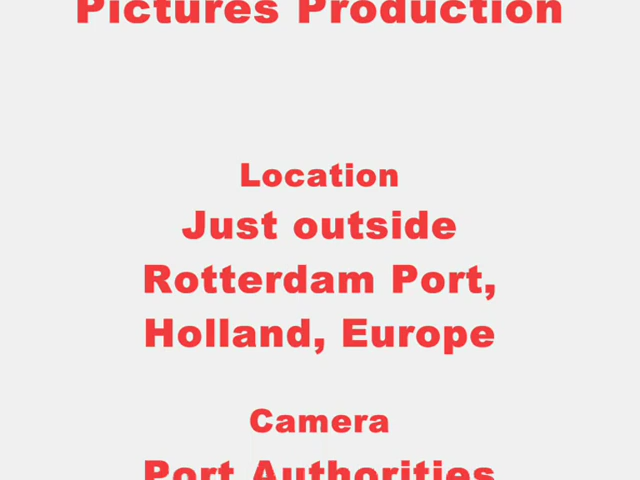 Pictures Production
Location
Just outside
Rotterdam Port,
Holland, Europe
Camera
Port Authorities